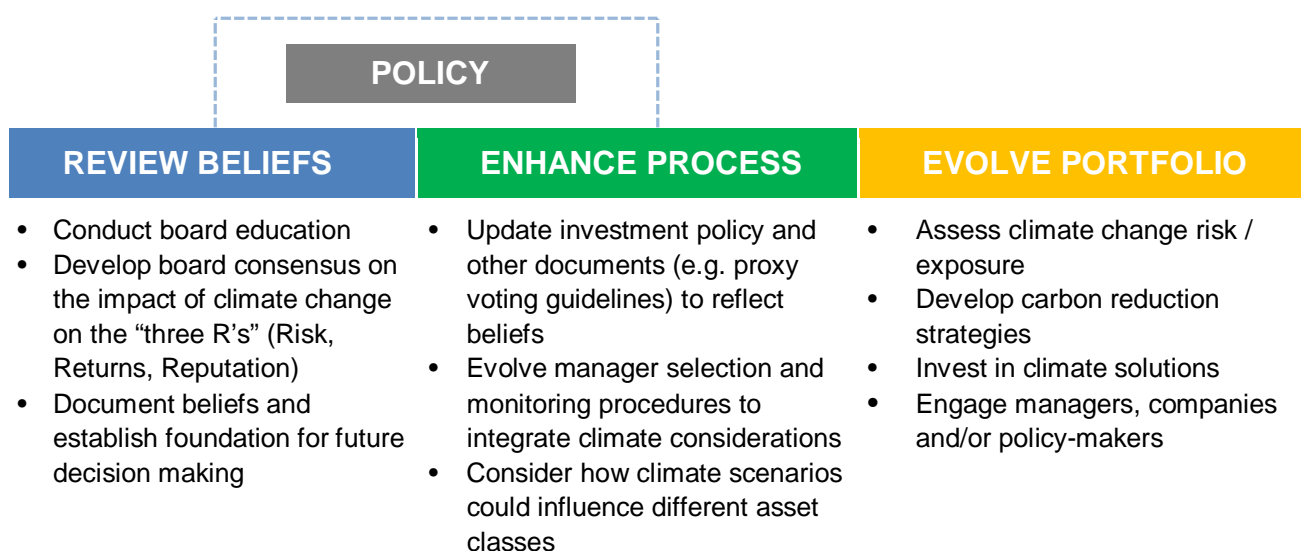 POLICY
REVIEW BELIEFS
• Conduct board education
• Develop board consensus on
the impact of climate change
on the “three R’s” (Risk,
Returns, Reputation)
• Document beliefs and
establish foundation for future
decision making
ENHANCE PROCESS
• Update investment policy and
other documents (e.g. proxy
voting guidelines) to reflect
beliefs
• Evolve manager selection and
monitoring procedures to
integrate climate considerations
• Consider how climate scenarios
could influence different asset
classes
EVOLVE PORTFOLIO
• Assess climate change risk /
exposure
• Develop carbon reduction
strategies
• Invest in climate solutions
• Engage managers, companies
and/or policy-makers